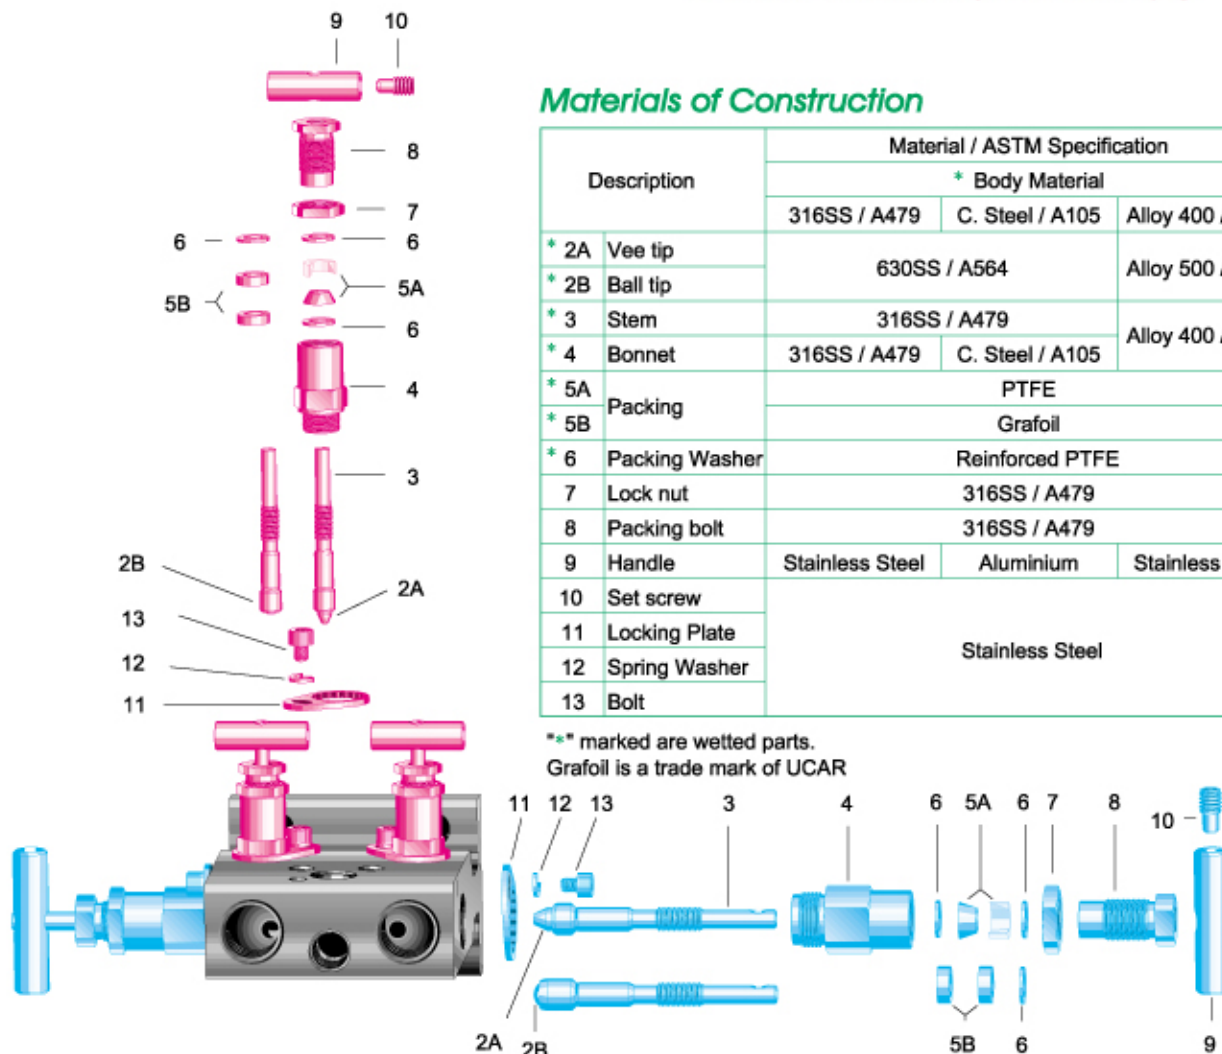 9 10
Materials of Construction
8
7
6 6
5B 5A
6
4
3
2B
2A
13
12
11
Description Material / ASTM Specification
* Body Material
316SS / A479 C. Steel / A105 Alloy 400
* 2A Vee tip 630SS / A564 Alloy 500
* 2B Ball tip
* 3 Stem 316SS / A479 Alloy 400
* 4 Bonnet 316SS / A479 C. Steel / A105
* 5A Packing PTFE
* 5B Grafoil
* 6 Packing Washer Reinforced PTFE
7 Lock nut 316SS / A479
8 Packing bolt 316SS / A479
9 Handle Stainless Steel Aluminium Stainless
10 Set screw Stainless Steel
11 Locking Plate
12 Spring Washer
13 Bolt
"*" marked are wetted parts.
Grafoil is a trade mark of UCAR
11 12 13 3 4 6 5A 6 7 8
10
2A 2B 5B 6 9